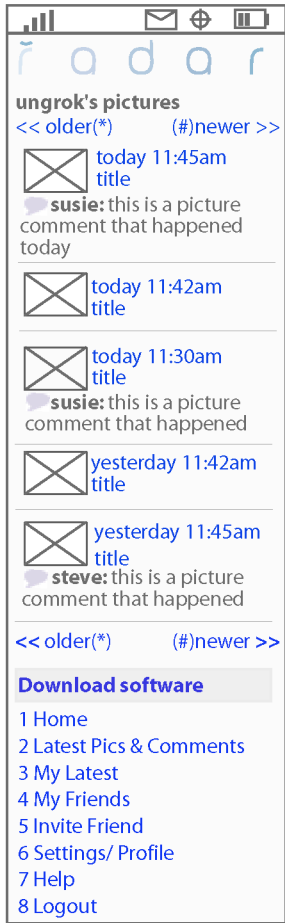 řadar
ungrok's pictures
<< older(*) (#)newer >>
today 11:45am
title
susie: this is a picture
comment that happened
today
today 11:42am
title
today 11:30am
title
susie: this is a picture
comment that happened
yesterday 11:42am
title
yesterday 11:45am
title
steve: this is a picture
comment that happened
<< older(*) (#)newer >>
Download software
1 Home
2 Latest Pics & Comments
3 My Latest
4 My Friends
5 Invite Friend
6 Settings/ Profile
7 Help
8 Logout